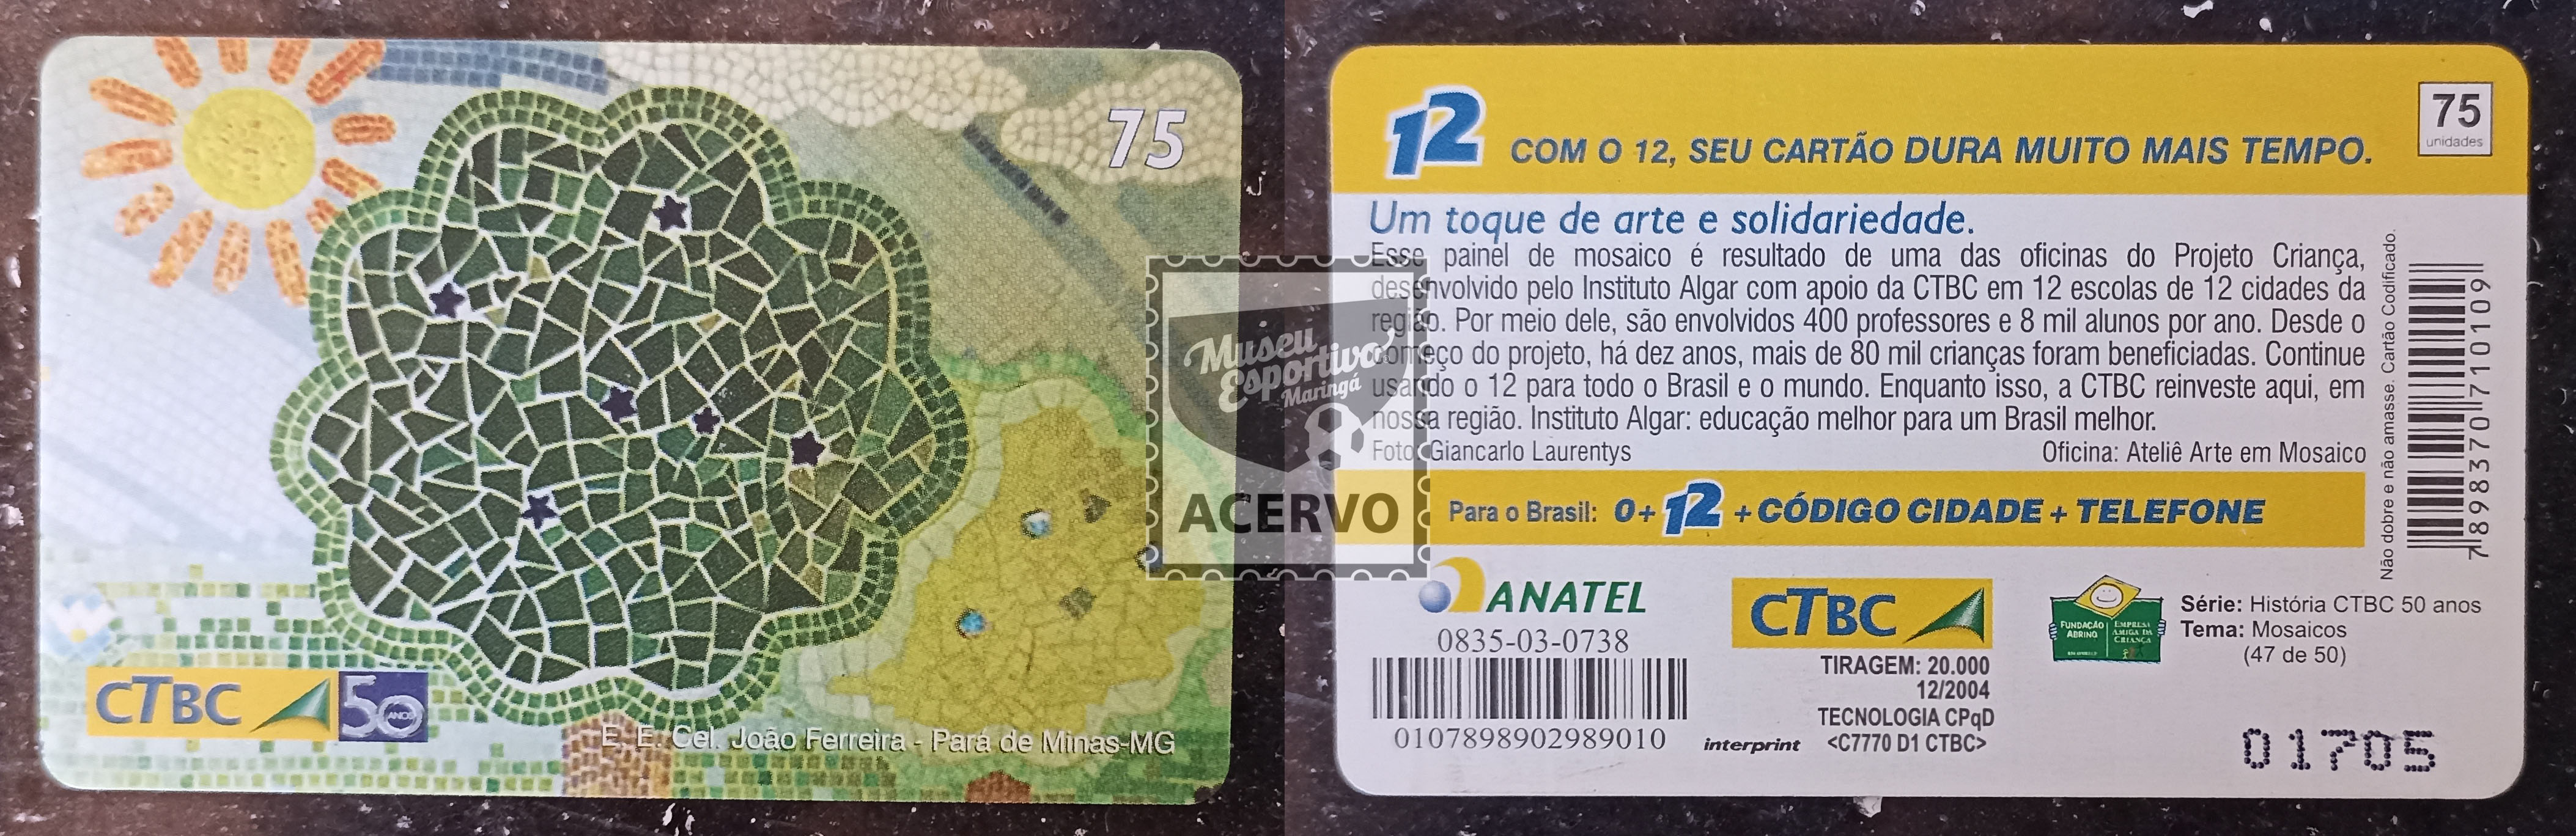 75
CTBC 50 ANOS
E. E. Cel. João Ferreira - Pará de Minas-MG
Museu
Esportivo
Maringá
ACERVO
12 COM O 12, SEU CARTÃO DURA MUITO MAIS TEMPO.
75
unidades
Um toque de arte e solidariedade.
Esse painel de mosaico é resultado de uma das oficinas do Projeto Criança,
desenvolvido pelo Instituto Algar com apoio da CTBC em 12 escolas de 12 cidades da
região. Por meio dele, são envolvidos 400 professores e 8 mil alunos por ano. Desde o
começo do projeto, há dez anos, mais de 80 mil crianças foram beneficiadas. Continue
usando o 12 para todo o Brasil e o mundo. Enquanto isso, a CTBC reinveste aqui, em
nossa região. Instituto Algar: educação melhor para um Brasil melhor.
Foto: Giancarlo Laurentys Oficina: Ateliê Arte em Mosaico
Para o Brasil: 0+12+CÓDIGO CIDADE+TELEFONE
Não dobre e não amasse. Cartão Codificado.
7898370710109
ANATEL
0835-03-0738
0107898902989010
CTBC
TIRAGEM: 20.000
12/2004
TECNOLOGIA CPqD
interprint <C7770 D1 CTBC>
FUNDAÇÃO
ABRINQ
EMPRESA
AMIGA DA
CRIANÇA
Série: História CTBC 50 anos
Tema: Mosaicos
(47 de 50)
01705